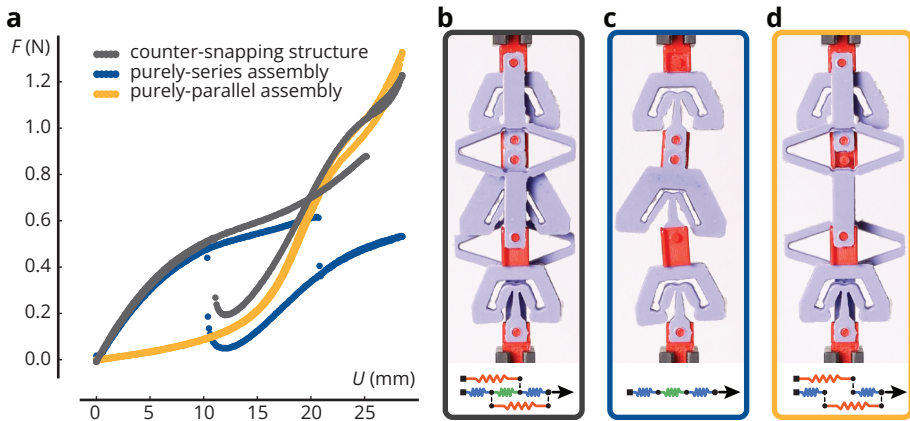 a
F (N)
counter-snapping structure
purely-series assembly
purely-parallel assembly
1.2
1.0
0.8
0.6
0.4
0.2
0.0
U (mm)
0
5
10
15
20
25
b
c
d